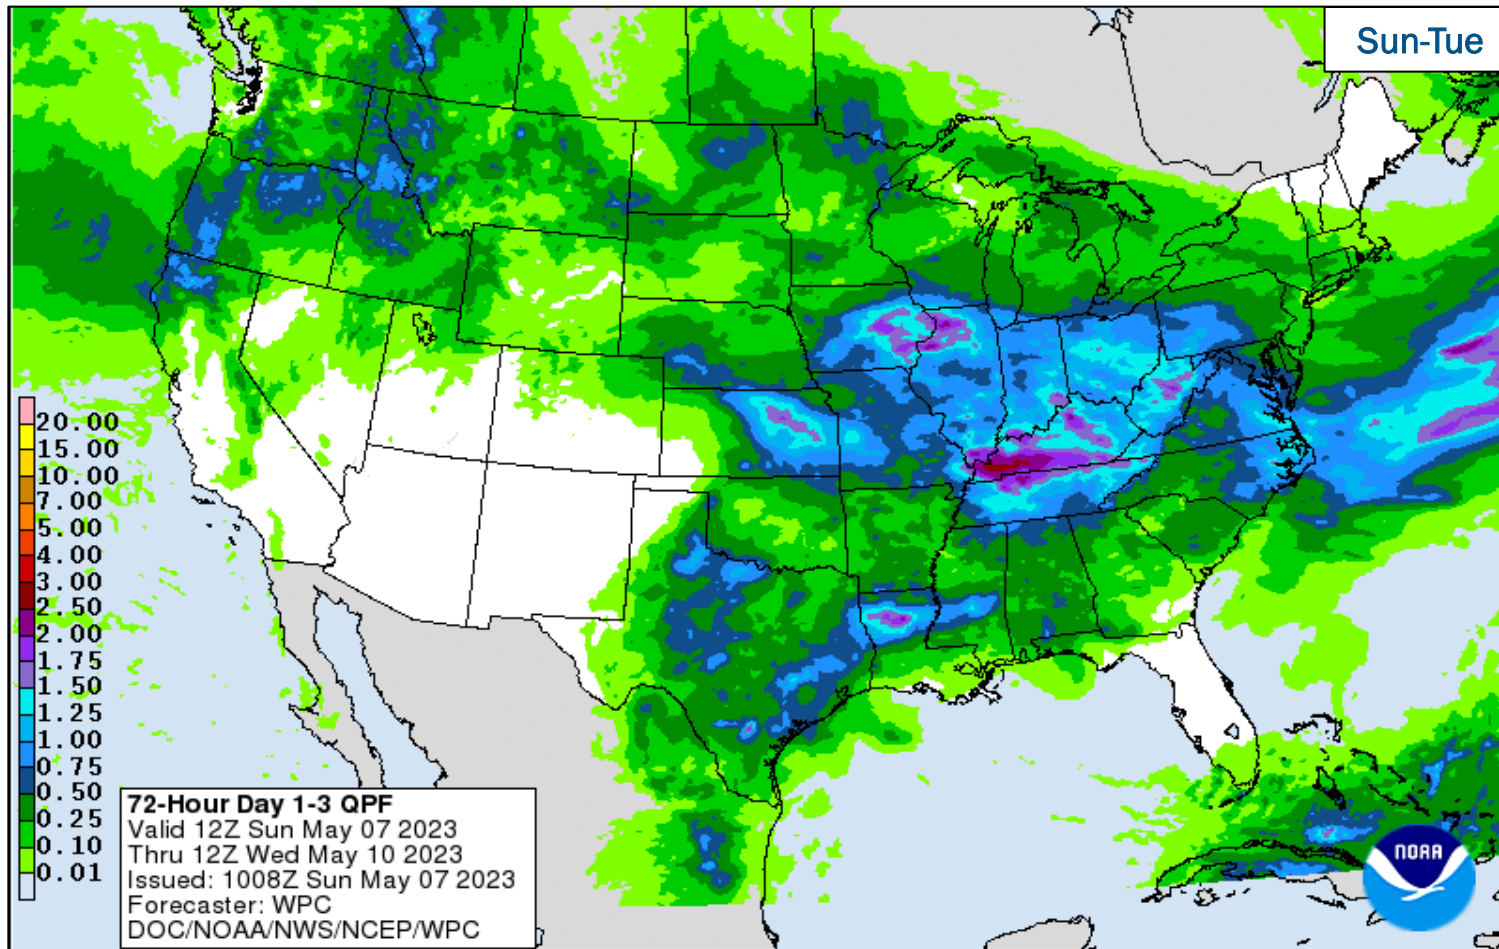 Sun-Tue
20.00
15.00
10.00
7.00
5.00
4.00
3.00
2.50
2.00
1.75
1.50
1.25
1.00
0.75
0.50
0.25
0.10
0.01
72-Hour Day 1-3 QPF
Valid 12Z Sun May 07 2023
Thru 12Z Wed May 10 2023
Issued: 1008Z Sun May 07 2023
Forecaster: WPC
DOC/NOAA/NWS/NCEP/WPC
NOAA